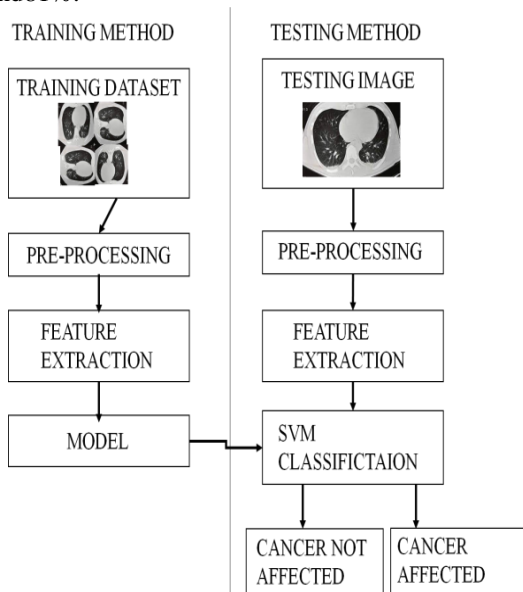 TRAINING METHOD
TRAINING DATASET
PRE-PROCESSING
FEATURE
EXTRACTION
MODEL
TESTING METHOD
TESTING IMAGE
PRE-PROCESSING
FEATURE
EXTRACTION
SVM
CLASSIFICTAION
CANCER NOT
AFFECTED
CANCER
AFFECTED